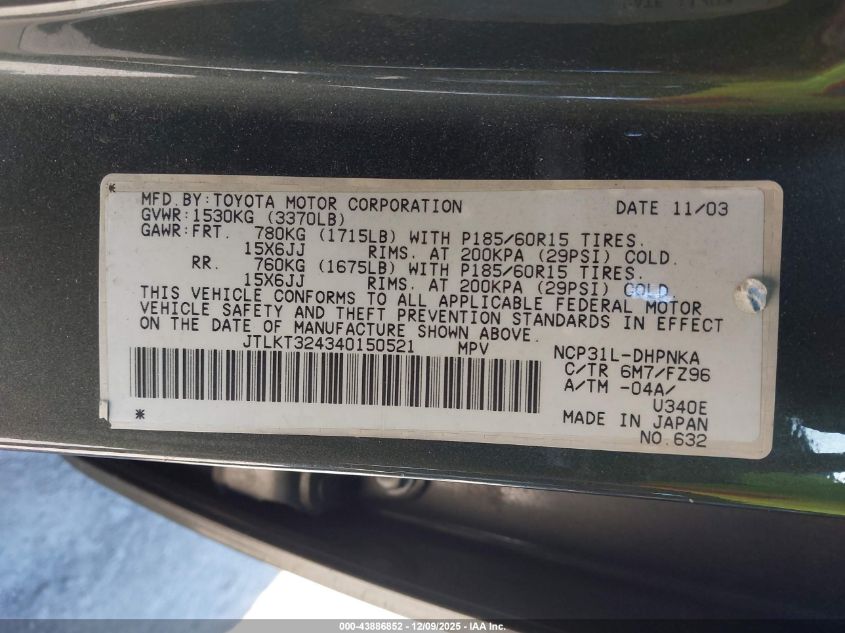 * MFD. BY: TOYOTA MOTOR CORPORATION DATE 11/03
GVWR: 1530KG (3370LB)
GAWR: FRT. 780KG (1715LB) WITH P185/60R15 TIRES.
15X6JJ RIMS. AT 200KPA (29PSI) COLD.
RR. 760KG (1675LB) WITH P185/60R15 TIRES.
15X6JJ RIMS. AT 200KPA (29PSI) COLD.
THIS VEHICLE CONFORMS TO ALL APPLICABLE FEDERAL MOTOR
VEHICLE SAFETY AND THEFT PREVENTION STANDARDS IN EFFECT
ON THE DATE OF MANUFACTURE SHOWN ABOVE.
JTLKT324340150521 MPV NCP31L-DHPNKA
C/TR 6M7/FZ96
A/TM -04A/
U340E
* MADE IN JAPAN
NO. 632
000-43886852 | 12/09/2025 | IAA Inc.